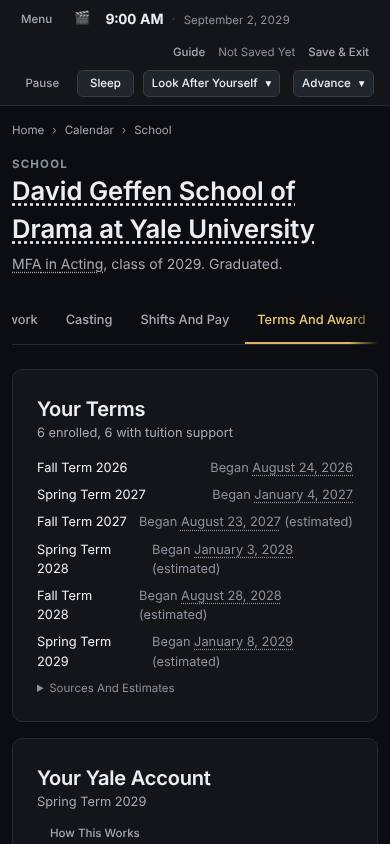 Menu 🎬 9:00 AM · September 2, 2029
Guide Not Saved Yet Save & Exit
Pause Sleep Look After Yourself ▾ Advance ▾
Home › Calendar › School
SCHOOL
David Geffen School of
Drama at Yale University
MFA in Acting, class of 2029. Graduated.
work Casting Shifts And Pay Terms And Award
Your Terms
6 enrolled, 6 with tuition support
Fall Term 2026 Began August 24, 2026
Spring Term 2027 Began January 4, 2027
Fall Term 2027 Began August 23, 2027 (estimated)
Spring Term Began January 3, 2028
2028 (estimated)
Fall Term Began August 28, 2028
2028 (estimated)
Spring Term Began January 8, 2029
2029 (estimated)
▶ Sources And Estimates
Your Yale Account
Spring Term 2029
How This Works